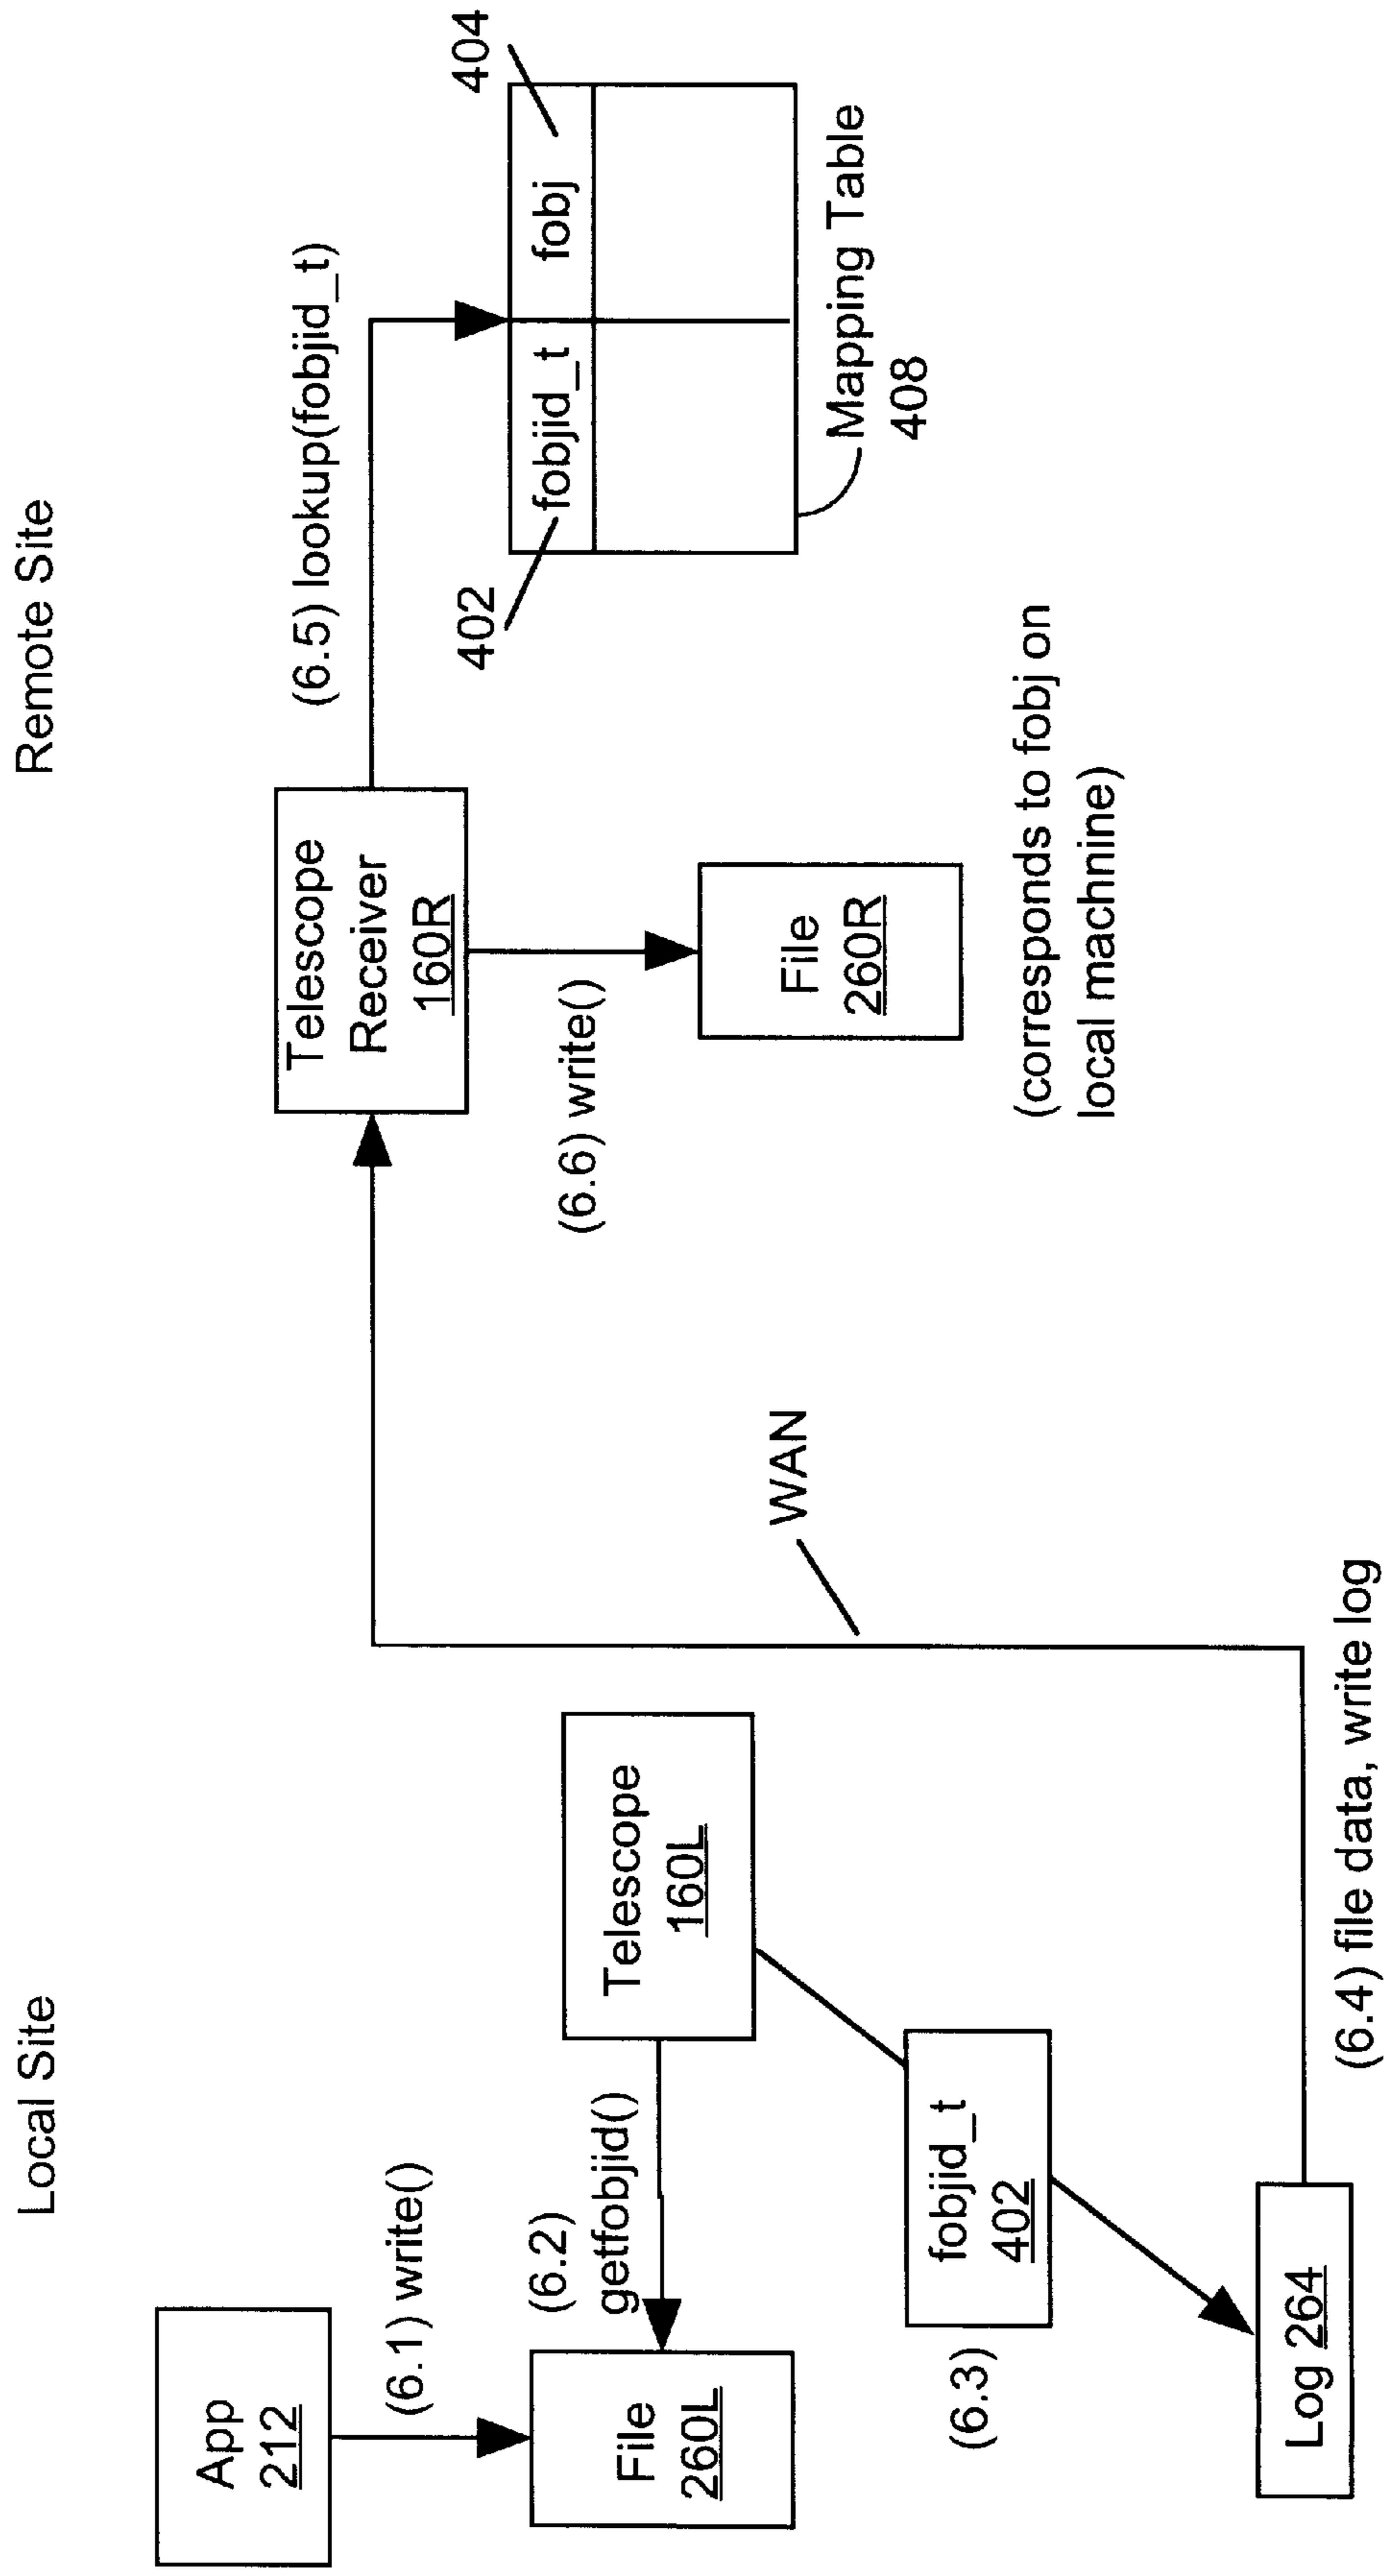 Local Site
App
212
(6.1) write()
File
260L
(6.2)
getfobjid()
Telescope
160L
(6.3)
fobjid_t
402
Log 264
(6.4) file data, write log
WAN
Remote Site
Telescope
Receiver
160R
(6.5) lookup(fobjid_t)
402
404
fobjid_t
fobj
Mapping Table
408
(6.6) write()
File
260R
(corresponds to fobj on
local machnine)